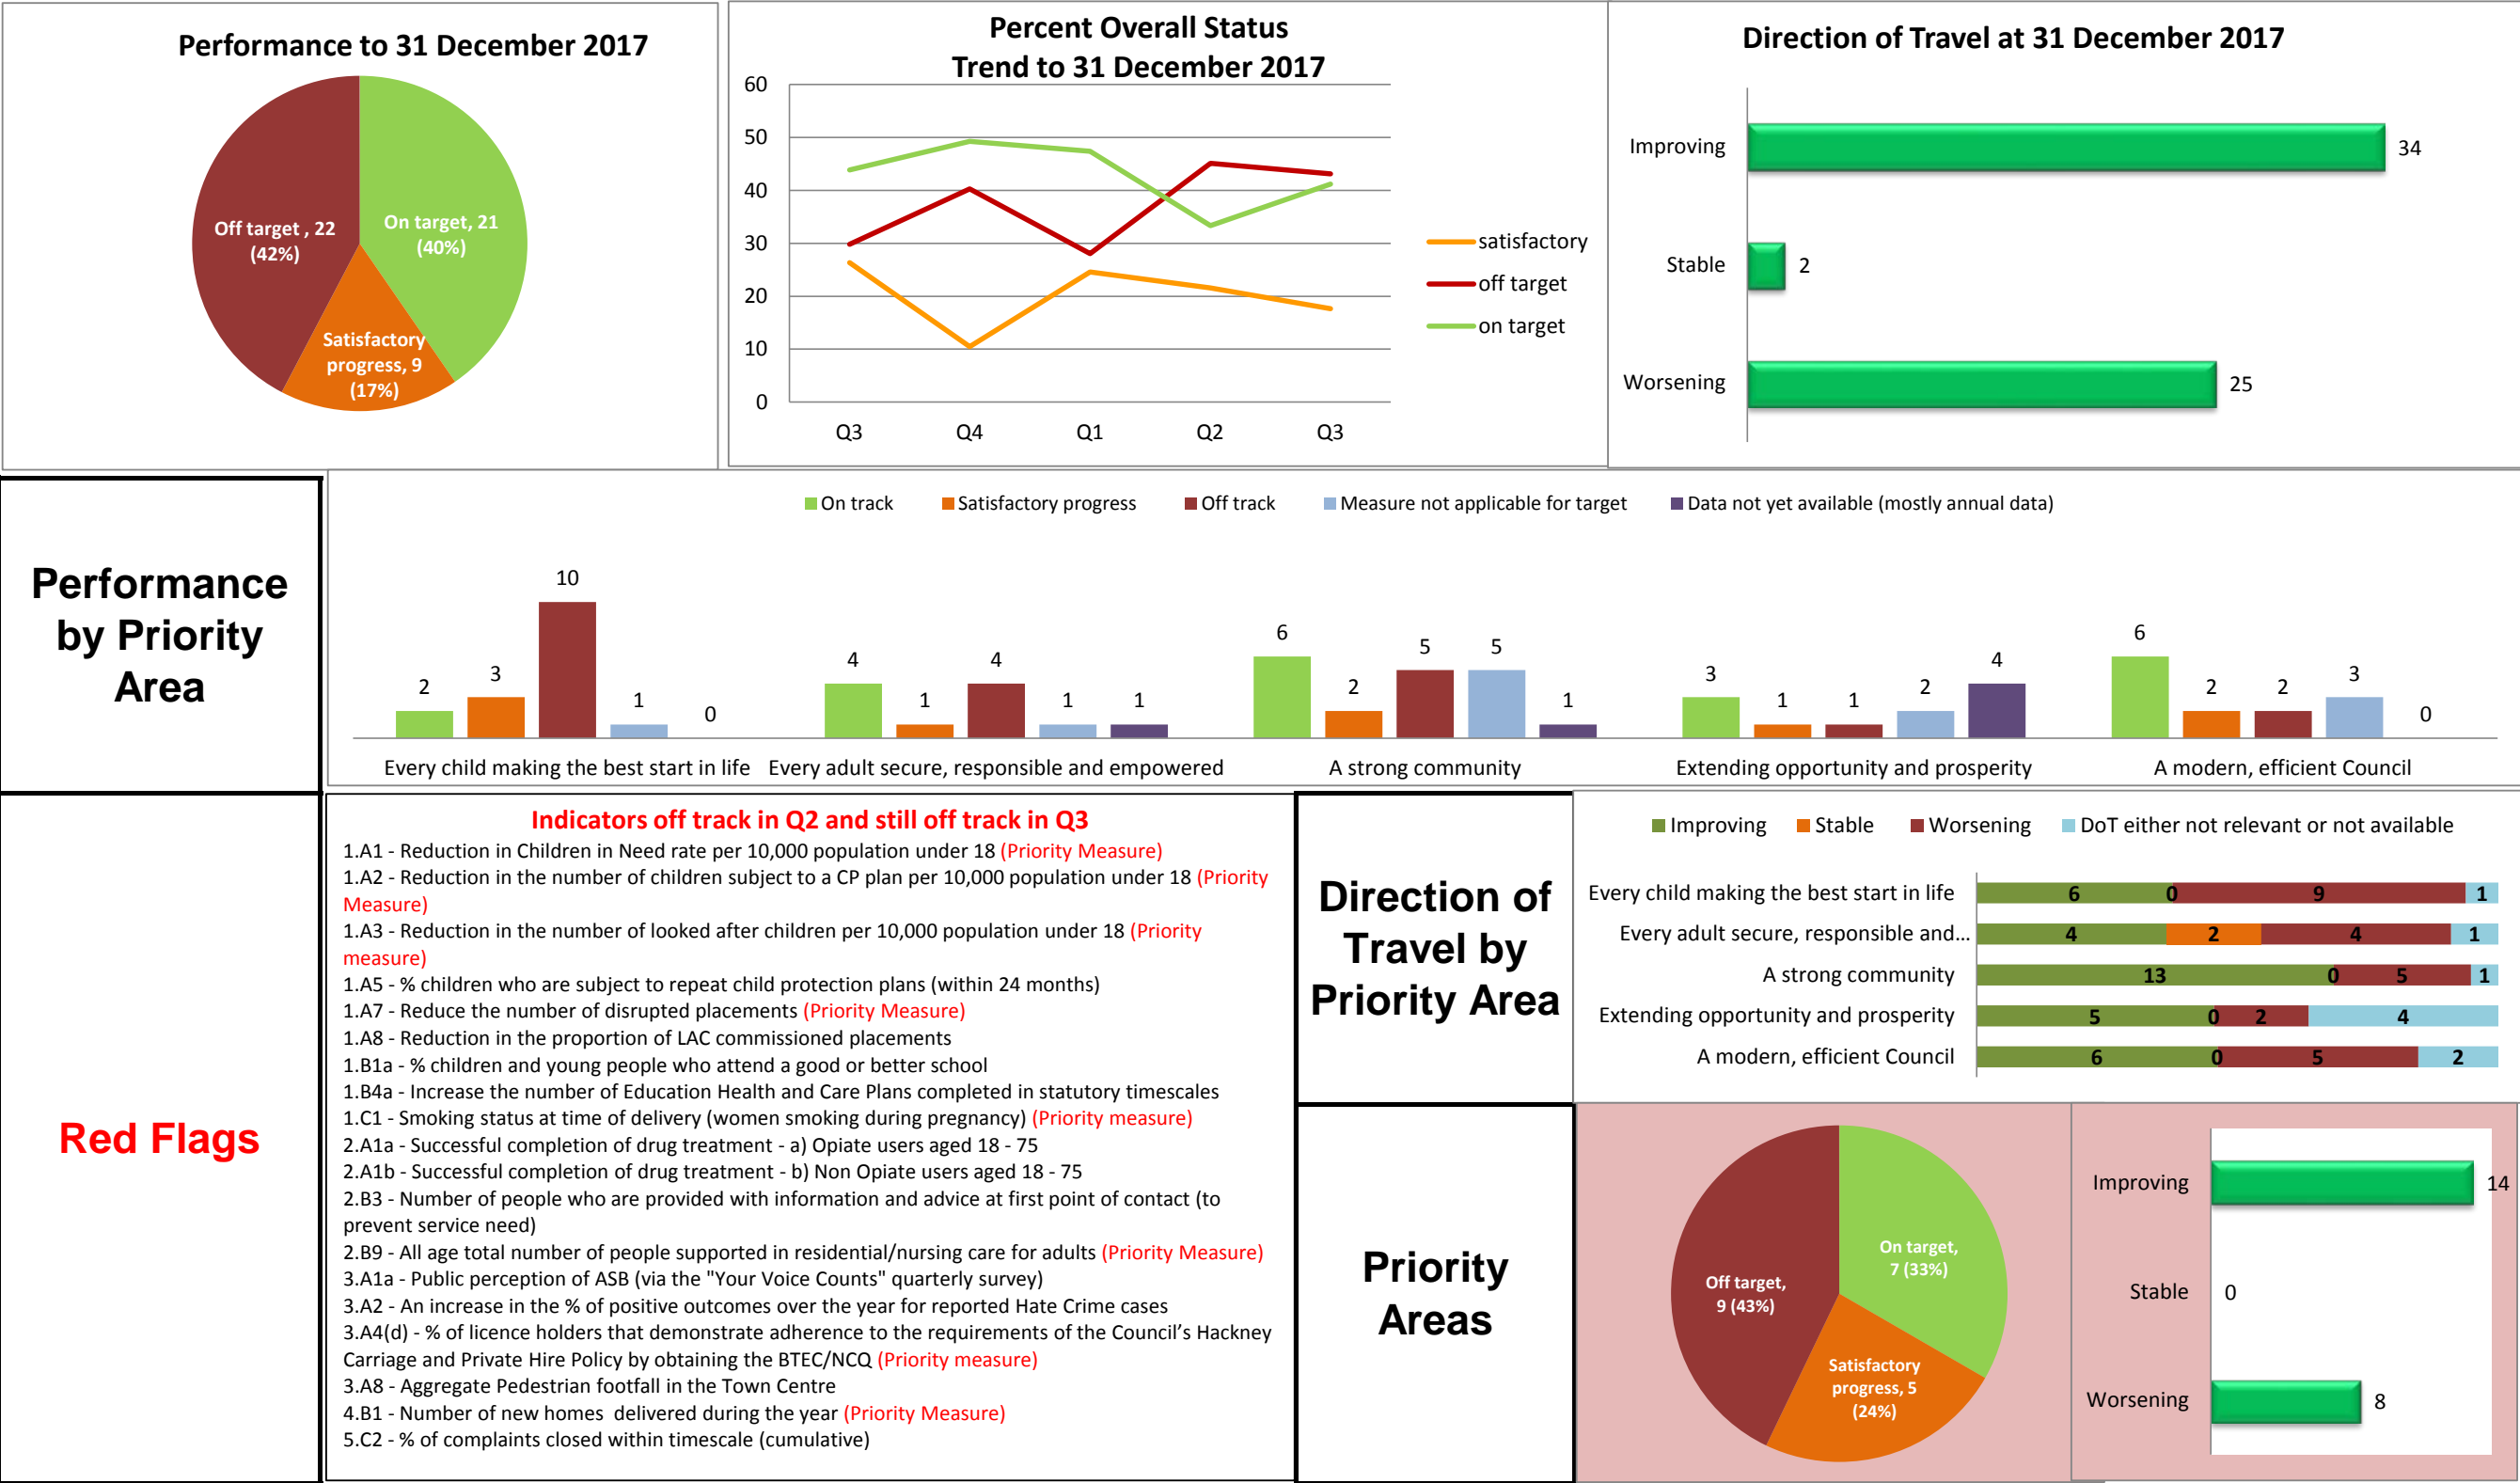 Performance to 31 December 2017
Off target , 22
(42%)
On target, 21
(40%)
Satisfactory
progress, 9
(17%)
Percent Overall Status
Trend to 31 December 2017
60
50
40
30
20
10
0
Q3 Q4 Q1 Q2 Q3
satisfactory
off target
on target
Direction of Travel at 31 December 2017
Improving 34
Stable 2
Worsening 25
Performance
by Priority
Area
On track Satisfactory progress Off track Measure not applicable for target Data not yet available (mostly annual data)
2 3 10 1 0
4 1 4 1 1
6 2 5 5 1
3 1 1 2 4
6 2 2 3 0
Every child making the best start in life Every adult secure, responsible and empowered A strong community Extending opportunity and prosperity A modern, efficient Council
Red Flags
Indicators off track in Q2 and still off track in Q3
1.A1 - Reduction in Children in Need rate per 10,000 population under 18 (Priority Measure)
1.A2 - Reduction in the number of children subject to a CP plan per 10,000 population under 18 (Priority
Measure)
1.A3 - Reduction in the number of looked after children per 10,000 population under 18 (Priority
measure)
1.A5 - % children who are subject to repeat child protection plans (within 24 months)
1.A7 - Reduce the number of disrupted placements (Priority Measure)
1.A8 - Reduction in the proportion of LAC commissioned placements
1.B1a - % children and young people who attend a good or better school
1.B4a - Increase the number of Education Health and Care Plans completed in statutory timescales
1.C1 - Smoking status at time of delivery (women smoking during pregnancy) (Priority measure)
2.A1a - Successful completion of drug treatment - a) Opiate users aged 18 - 75
2.A1b - Successful completion of drug treatment - b) Non Opiate users aged 18 - 75
2.B3 - Number of people who are provided with information and advice at first point of contact (to
prevent service need)
2.B9 - All age total number of people supported in residential/nursing care for adults (Priority Measure)
3.A1a - Public perception of ASB (via the "Your Voice Counts" quarterly survey)
3.A2 - An increase in the % of positive outcomes over the year for reported Hate Crime cases
3.A4(d) - % of licence holders that demonstrate adherence to the requirements of the Council’s Hackney
Carriage and Private Hire Policy by obtaining the BTEC/NCQ (Priority measure)
3.A8 - Aggregate Pedestrian footfall in the Town Centre
4.B1 - Number of new homes delivered during the year (Priority Measure)
5.C2 - % of complaints closed within timescale (cumulative)
Direction of
Travel by
Priority Area
Improving Stable Worsening DoT either not relevant or not available
Every child making the best start in life 6 0 9 1
Every adult secure, responsible and... 4 2 4 1
A strong community 13 0 5 1
Extending opportunity and prosperity 5 0 2 4
A modern, efficient Council 6 0 5 2
Priority
Areas
On target,
7 (33%)
Off target,
9 (43%)
Satisfactory
progress, 5
(24%)
Improving 14
Stable 0
Worsening 8